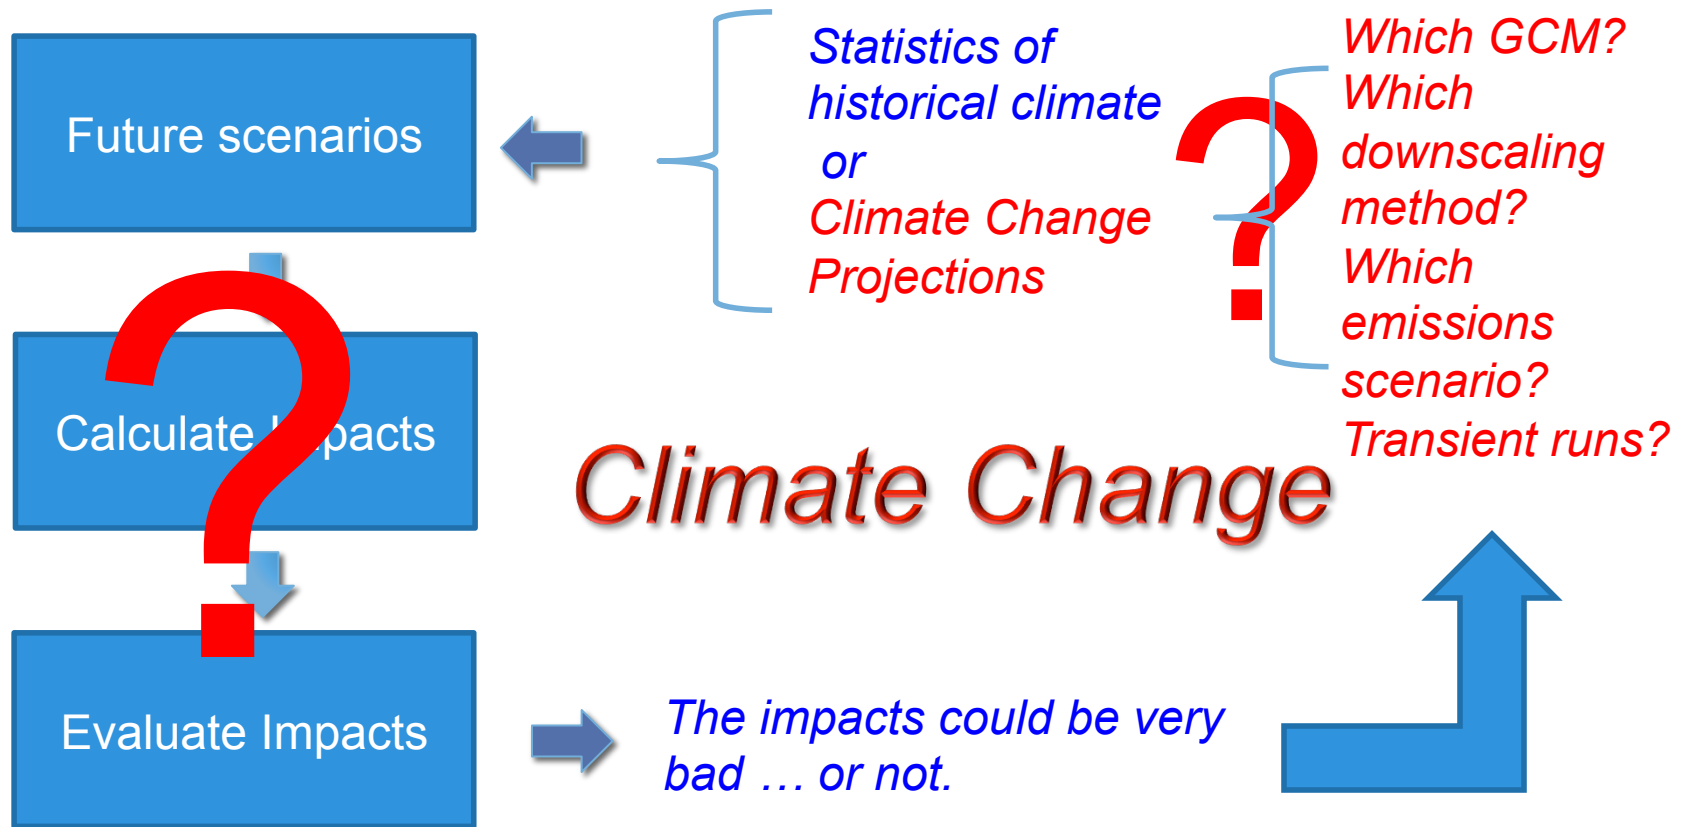 Future scenarios
Statistics of
historical climate
or
Climate Change
Projections
?
Which GCM?
Which
downscaling
method?
Which
emissions
scenario?
Transient runs?
?
Calculate Impacts
Climate Change
Evaluate Impacts
The impacts could be very
bad … or not.